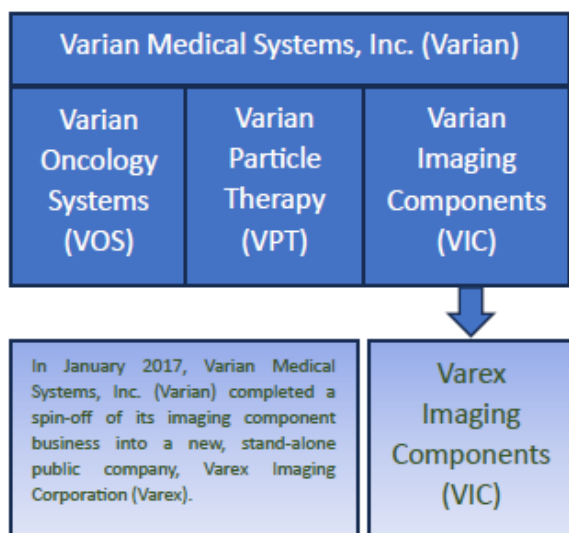 Varian Medical Systems, Inc. (Varian)
Varian
Oncology
Systems
(VOS)
Varian
Particle
Therapy
(VPT)
Varian
Imaging
Components
(VIC)
In January 2017, Varian Medical
Systems, Inc. (Varian) completed a
spin-off of its imaging component
business into a new, stand-alone
public company, Varex Imaging
Corporation (Varex).
Varex
Imaging
Components
(VIC)